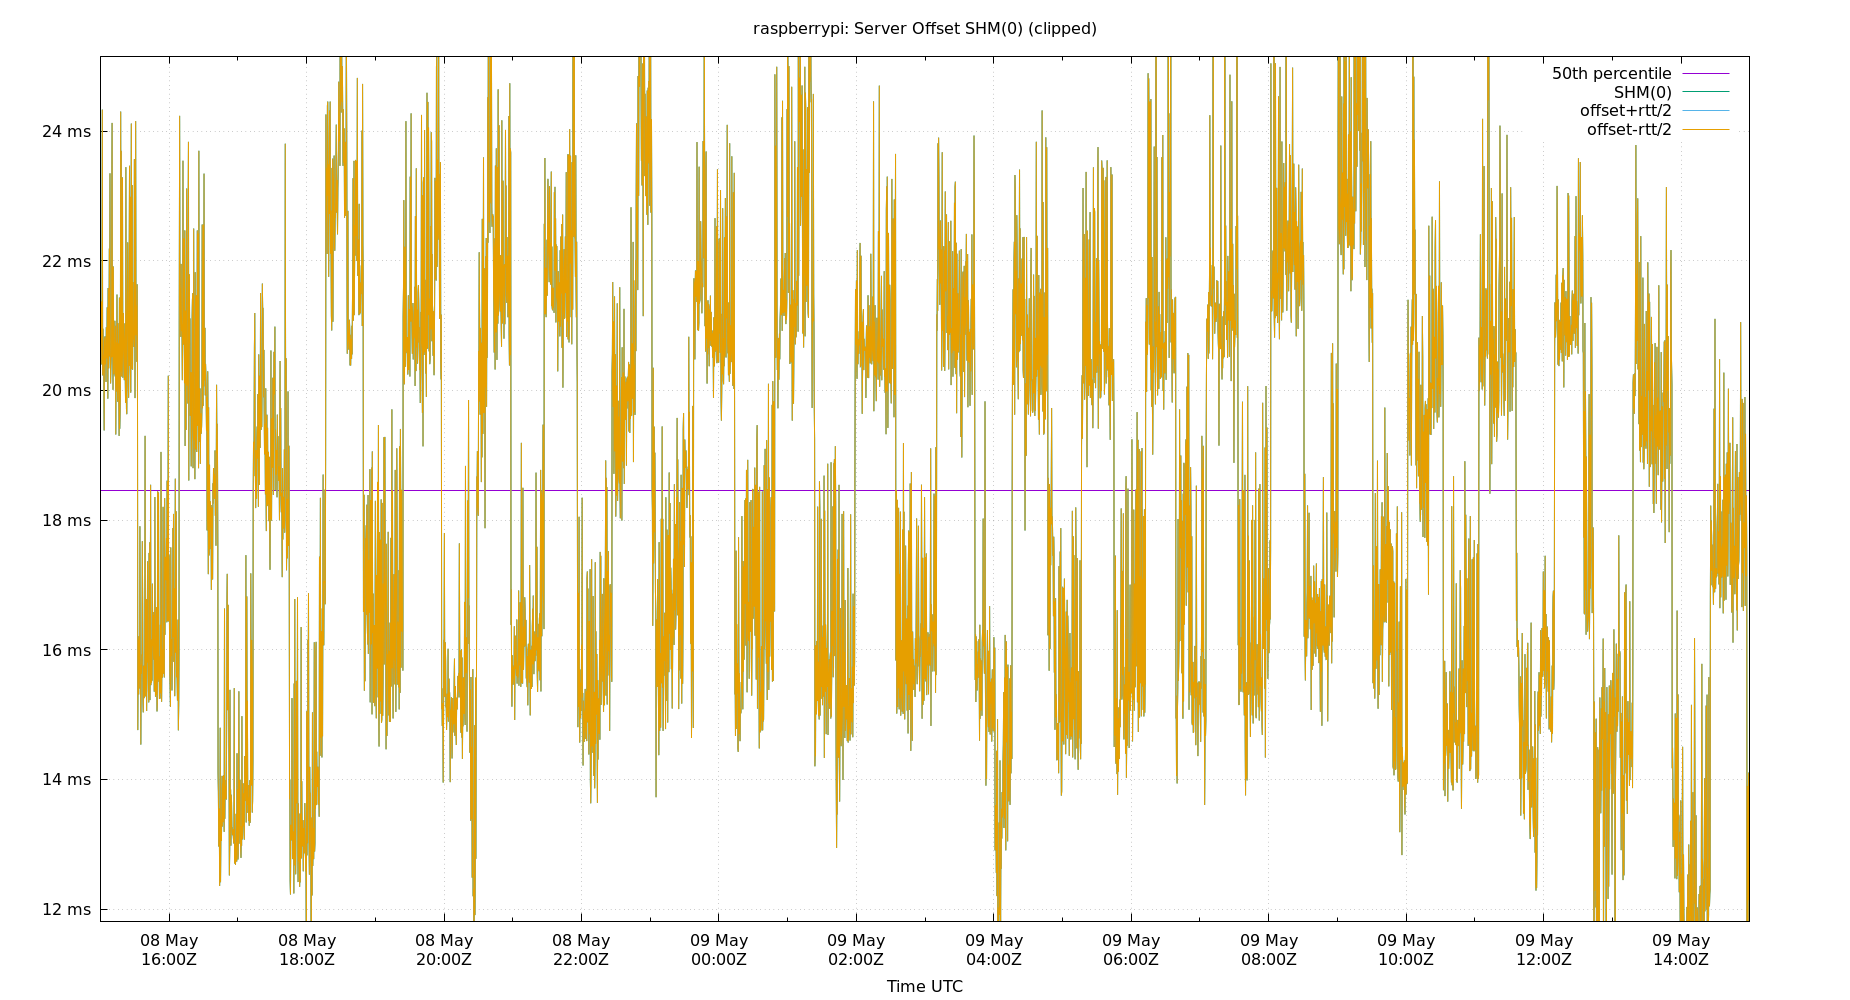 raspberrypi: Server Offset SHM(0) (clipped)
50th percentile
SHM(0)
offset+rtt/2
offset-rtt/2
24 ms
22 ms
20 ms
18 ms
16 ms
14 ms
12 ms
08 May 08 May 08 May 08 May 09 May 09 May 09 May 09 May 09 May 09 May 09 May 09 May
16:00Z 18:00Z 20:00Z 22:00Z 00:00Z 02:00Z 04:00Z 06:00Z 08:00Z 10:00Z 12:00Z 14:00Z
Time UTC